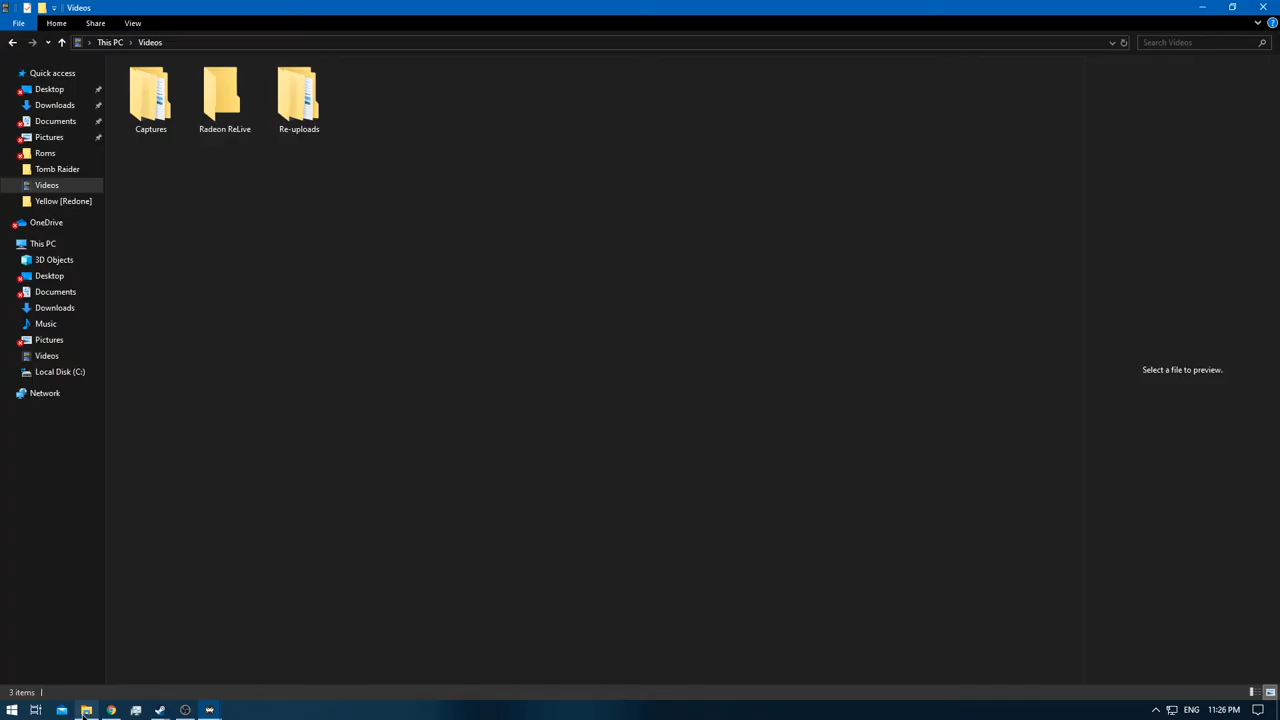 Videos
File Home Share View
This PC Videos Search Videos
Quick access
Desktop
Downloads
Documents
Pictures
Roms
Tomb Raider
Videos
Yellow [Redone]
OneDrive
This PC
3D Objects
Desktop
Documents
Downloads
Music
Pictures
Videos
Local Disk (C:)
Network
Captures Radeon ReLive Re-uploads
Select a file to preview.
3 items
ENG 11:26 PM